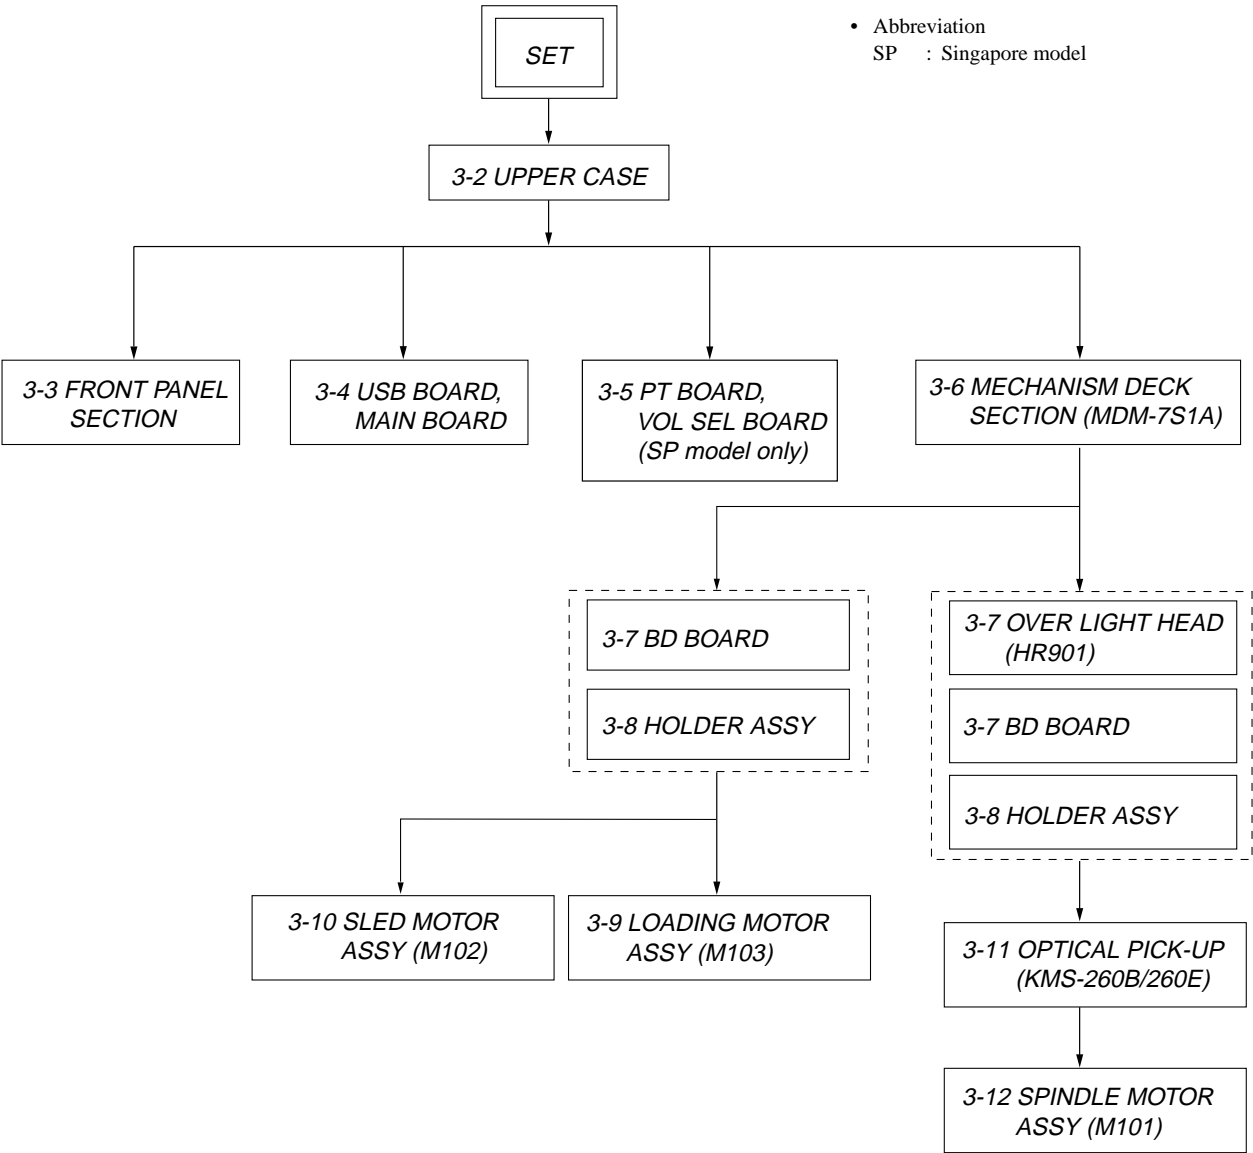 SET
• Abbreviation
SP : Singapore model
3-2 UPPER CASE
3-3 FRONT PANEL
SECTION
3-4 USB BOARD,
MAIN BOARD
3-5 PT BOARD,
VOL SEL BOARD
(SP model only)
3-6 MECHANISM DECK
SECTION (MDM-7S1A)
3-7 BD BOARD
3-8 HOLDER ASSY
3-7 OVER LIGHT HEAD
(HR901)
3-7 BD BOARD
3-8 HOLDER ASSY
3-10 SLED MOTOR
ASSY (M102)
3-9 LOADING MOTOR
ASSY (M103)
3-11 OPTICAL PICK-UP
(KMS-260B/260E)
3-12 SPINDLE MOTOR
ASSY (M101)